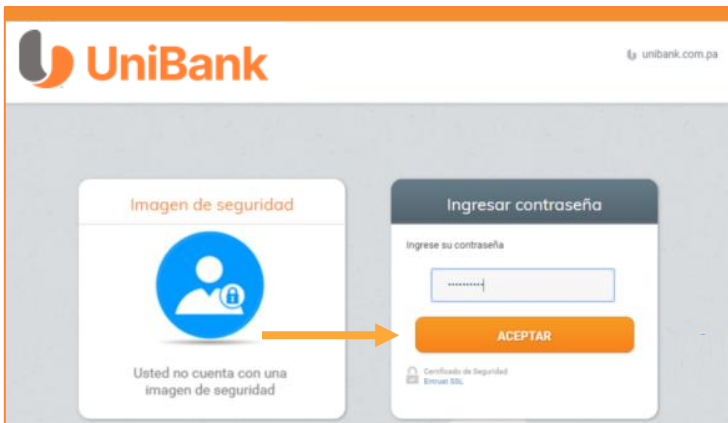 UniBank
unibank.com.pa
Imagen de seguridad
Usted no cuenta con una
imagen de seguridad
Ingresar contraseña
Ingrese su contraseña
••••••••••
ACEPTAR
Certificado de Seguridad
Entrust SSL